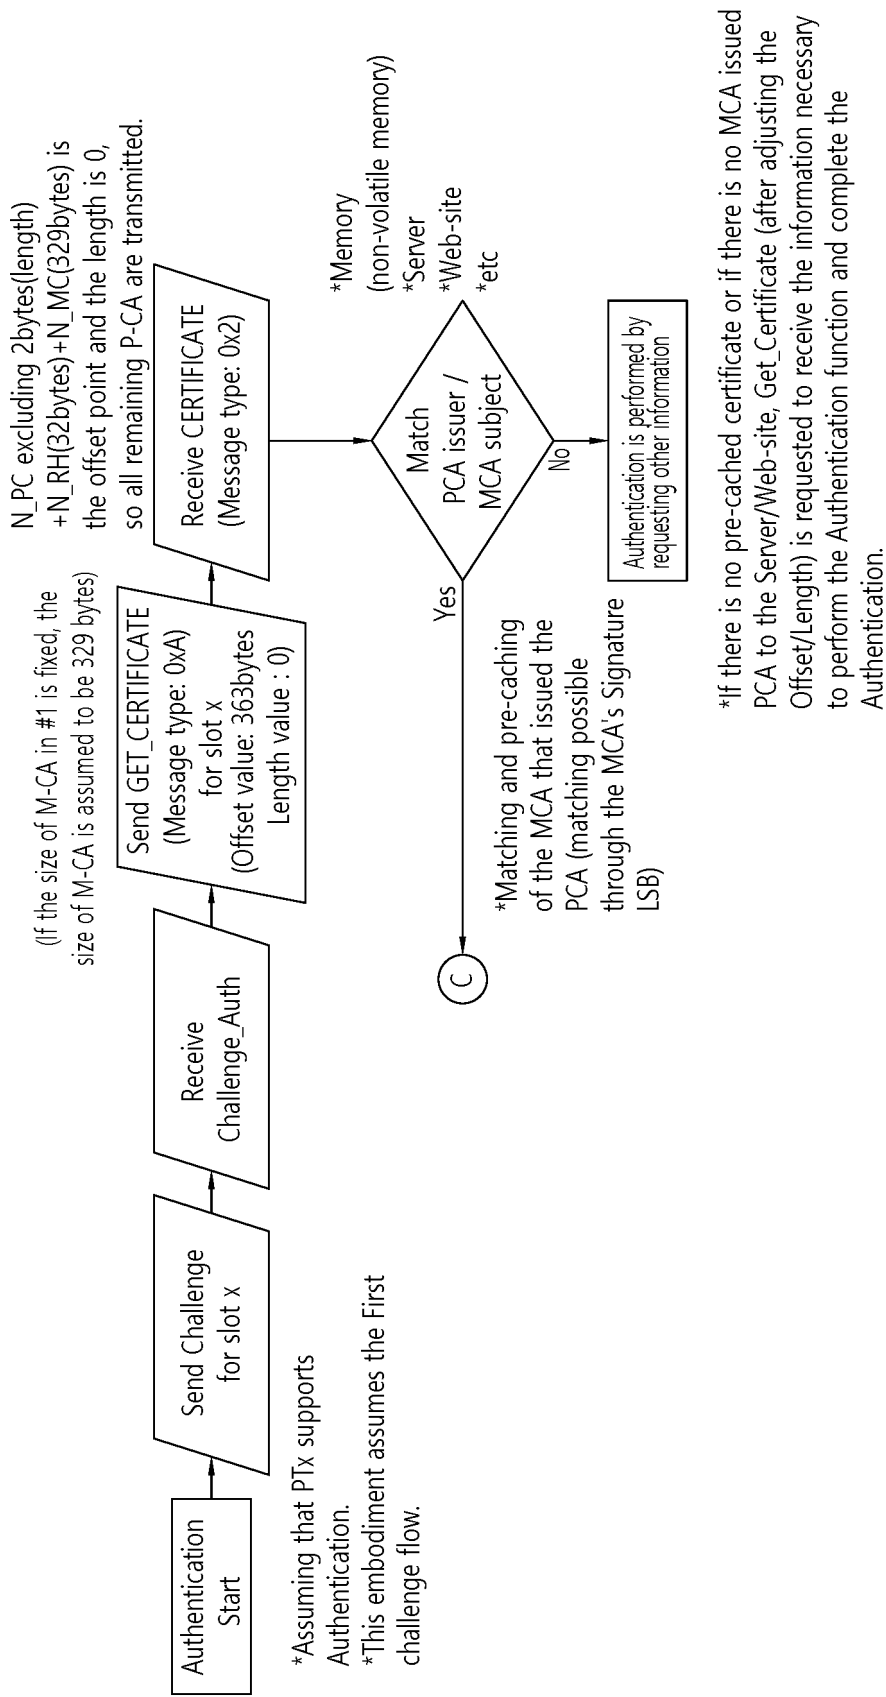 Authentication
Start
*Assuming that PTx supports
Authentication.
*This embodiment assumes the First
challenge flow.
Send Challenge
for slot x
Receive
Challenge_Auth
(If the size of M-CA in #1 is fixed, the
size of M-CA is assumed to be 329 bytes)
Send GET_CERTIFICATE
(Message type: 0xA)
for slot x
(Offset value: 363bytes
Length value : 0)
N_PC excluding 2bytes(length)
+N_RH(32bytes)+N_MC(329bytes) is
the offset point and the length is 0,
so all remaining P-CA are transmitted.
Receive CERTIFICATE
(Message type: 0x2)
*Memory
(non-volatile memory)
*Server
*Web-site
*etc
Match
PCA issuer /
MCA subject
Yes
No
C
*Matching and pre-caching
of the MCA that issued the
PCA (matching possible
through the MCA's Signature
LSB)
Authentication is performed by
requesting other information
*If there is no pre-cached certificate or if there is no MCA issued
PCA to the Server/Web-site, Get_Certificate (after adjusting the
Offset/Length) is requested to receive the information necessary
to perform the Authentication function and complete the
Authentication.